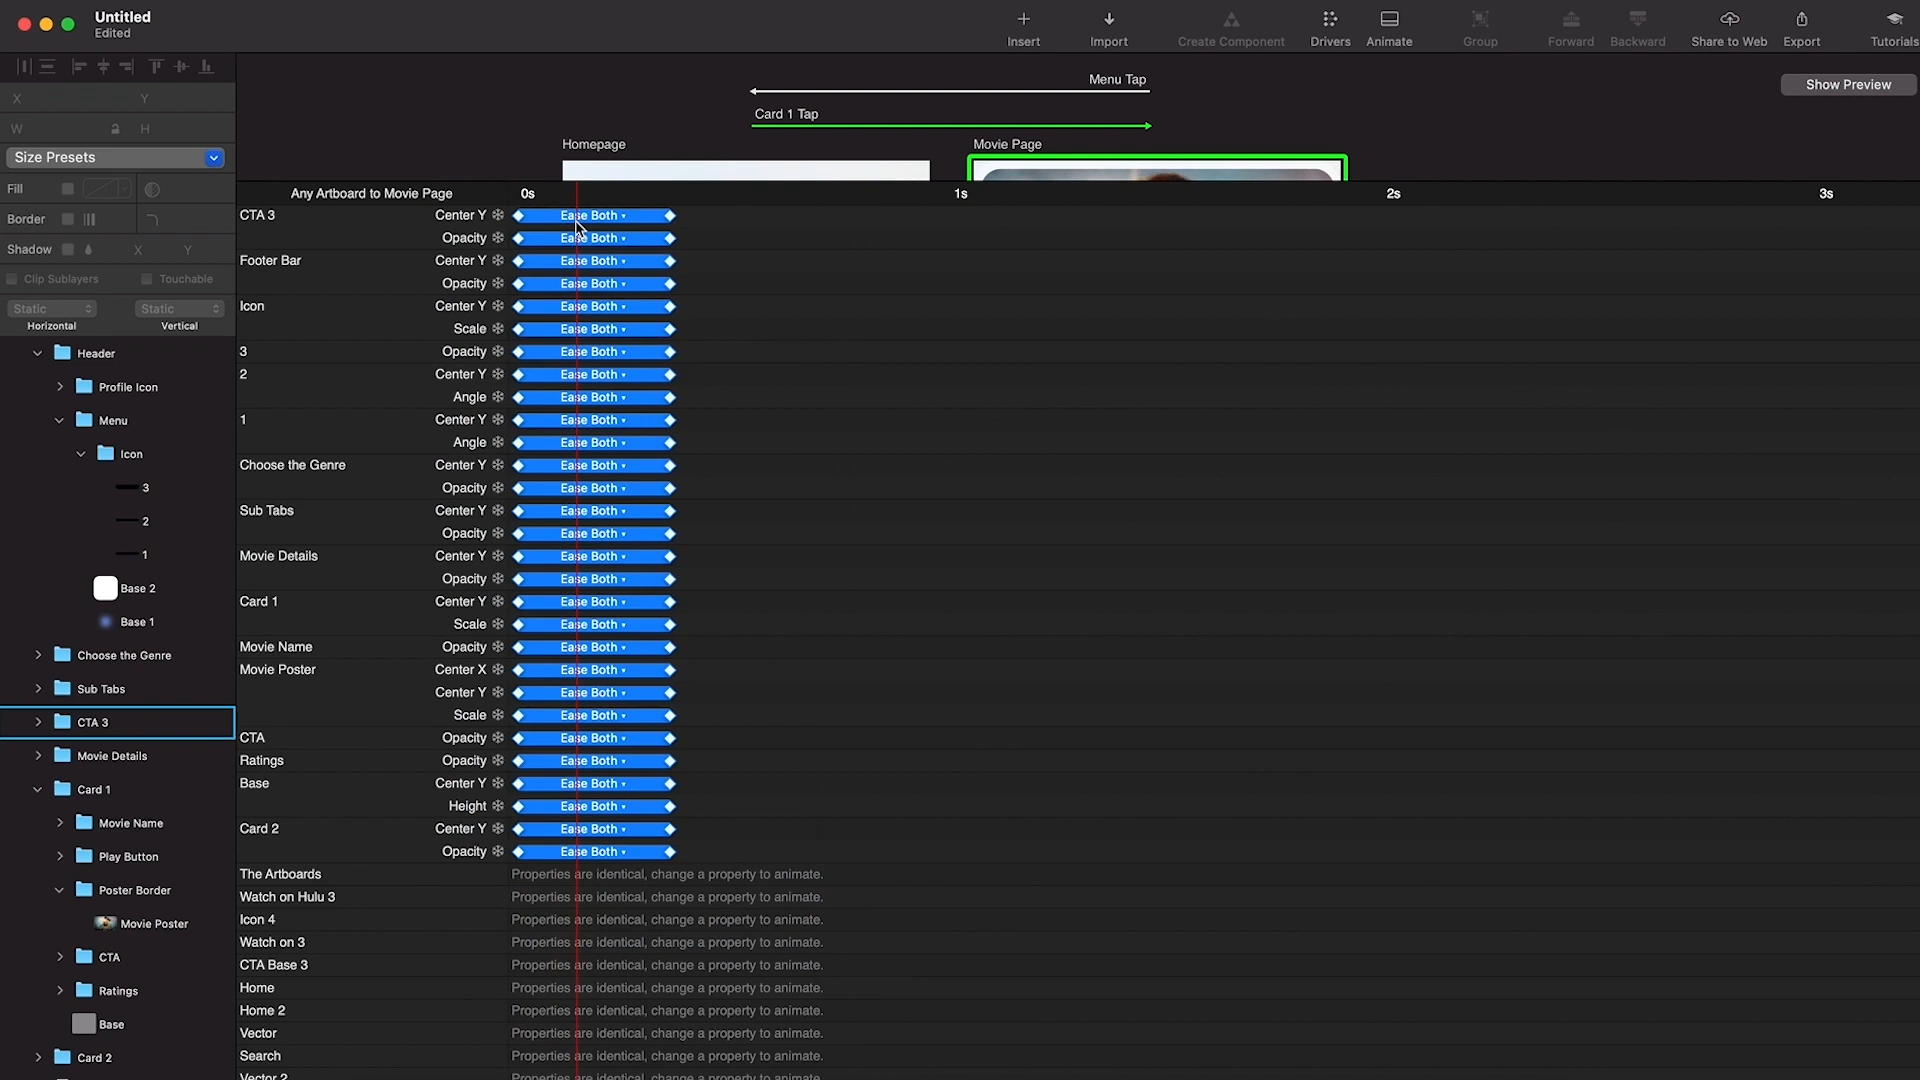 Untitled
Edited
Insert
Import
Create Component
Drivers
Animate
Group
Forward
Backward
Share to Web
Export
Tutorials
X Y
W H
Size Presets
Fill
Border
Shadow X Y
Clip Sublayers Touchable
Static Static
Horizontal Vertical
Header
Profile Icon
Menu
Icon
3
2
1
Base 2
Base 1
Choose the Genre
Sub Tabs
CTA 3
Movie Details
Card 1
Movie Name
Play Button
Poster Border
Movie Poster
CTA
Ratings
Base
Card 2
Menu Tap
Card 1 Tap
Show Preview
Homepage
Movie Page
Any Artboard to Movie Page 0s 1s 2s 3s
CTA 3 Center Y Ease Both
Opacity Ease Both
Footer Bar Center Y Ease Both
Opacity Ease Both
Icon Center Y Ease Both
Scale Ease Both
3 Opacity Ease Both
2 Center Y Ease Both
Angle Ease Both
1 Center Y Ease Both
Angle Ease Both
Choose the Genre Center Y Ease Both
Opacity Ease Both
Sub Tabs Center Y Ease Both
Opacity Ease Both
Movie Details Center Y Ease Both
Opacity Ease Both
Card 1 Center Y Ease Both
Scale Ease Both
Movie Name Opacity Ease Both
Movie Poster Center X Ease Both
Center Y Ease Both
Scale Ease Both
CTA Opacity Ease Both
Ratings Opacity Ease Both
Base Center Y Ease Both
Height Ease Both
Card 2 Center Y Ease Both
Opacity Ease Both
The Artboards Properties are identical, change a property to animate.
Watch on Hulu 3 Properties are identical, change a property to animate.
Icon 4 Properties are identical, change a property to animate.
Watch on 3 Properties are identical, change a property to animate.
CTA Base 3 Properties are identical, change a property to animate.
Home Properties are identical, change a property to animate.
Home 2 Properties are identical, change a property to animate.
Vector Properties are identical, change a property to animate.
Search Properties are identical, change a property to animate.
Vector 2 Properties are identical, change a property to animate.